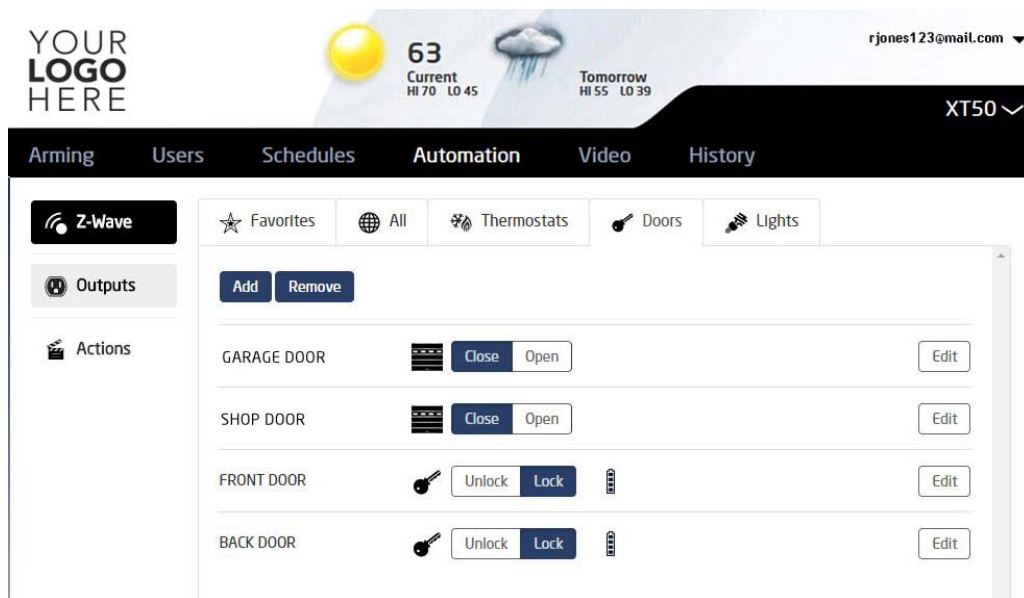 YOUR
LOGO
HERE
63
Current
HI 70 LO 45
Tomorrow
HI 55 LO 39
rjones123@mail.com
XT50
Arming Users Schedules Automation Video History
Z-Wave
Favorites All Thermostats Doors Lights
Outputs
Add Remove
Actions
GARAGE DOOR Close Open Edit
SHOP DOOR Close Open Edit
FRONT DOOR Unlock Lock Edit
BACK DOOR Unlock Lock Edit